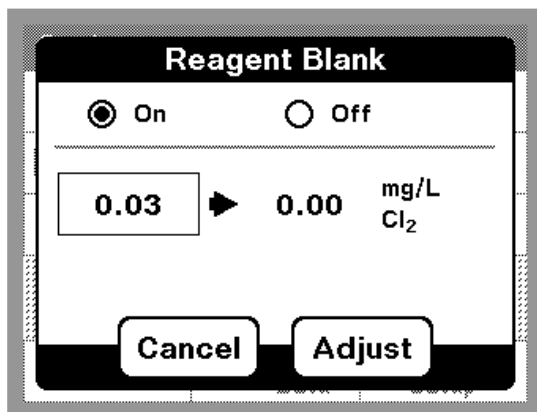 Reagent Blank
On Off
0.03 0.00 mg/L
Cl₂
Cancel Adjust